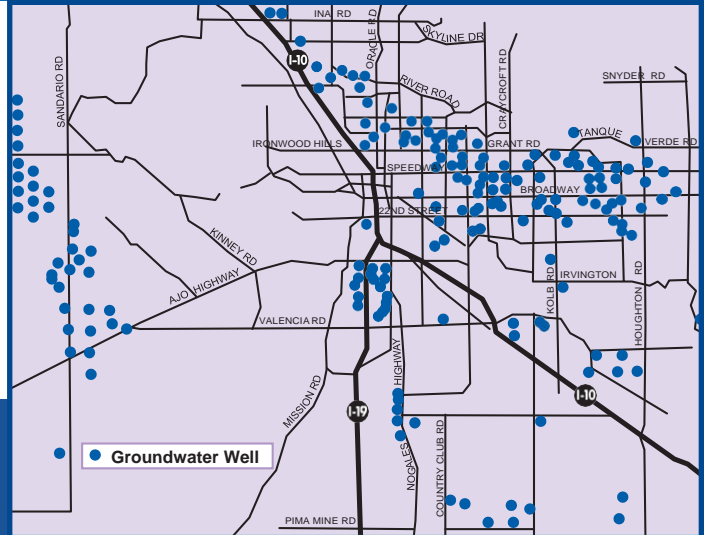 INA RD
SKYLINE DR
ORACLE RD
I-10
SANDARIO RD
RIVER ROAD
CRAYCROFT RD
SNYDER RD
IRONWOOD HILLS
GRANT RD
TANQUE VERDE RD
SPEEDWAY
BROADWAY
22ND STREET
KINNEY RD
AJO HIGHWAY
IRVINGTON
KOLB RD
HOUGHTON RD
VALENCIA RD
MISSION RD
NOGALES HIGHWAY
I-19
I-10
COUNTRY CLUB RD
Groundwater Well
PIMA MINE RD